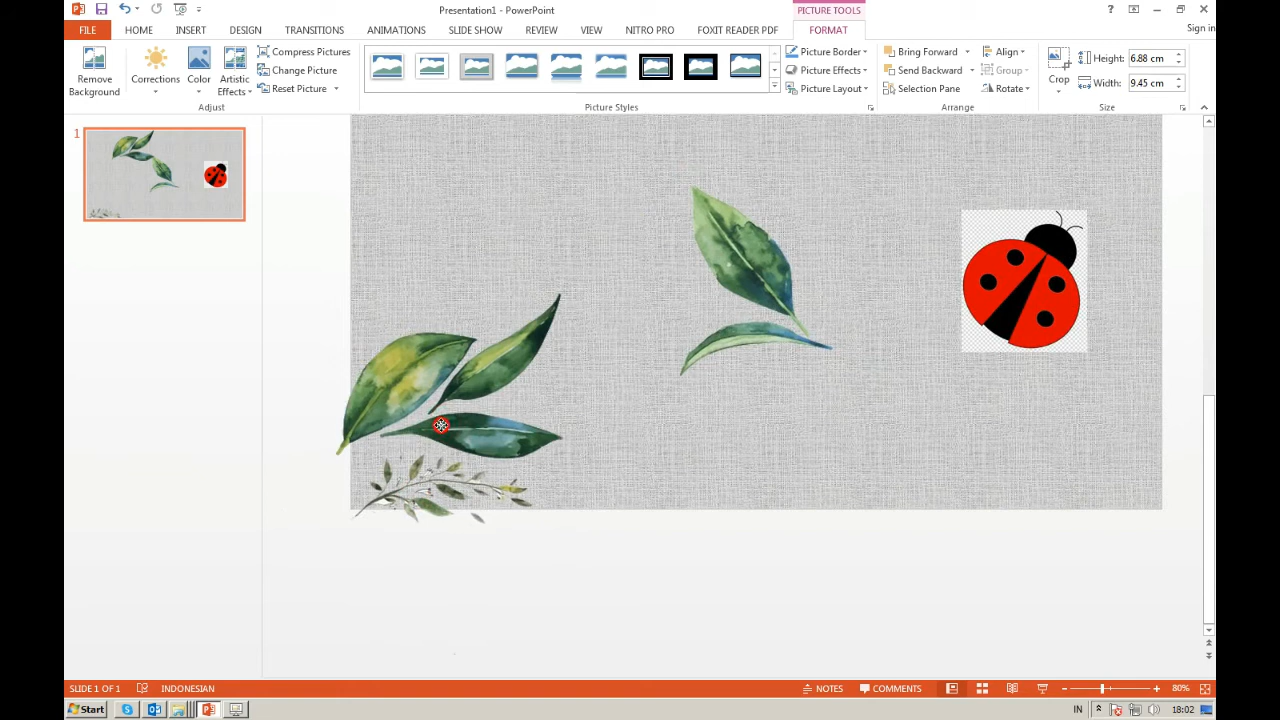 Presentation1 - PowerPoint
PICTURE TOOLS
?
FILE
HOME
INSERT
DESIGN
TRANSITIONS
ANIMATIONS
SLIDE SHOW
REVIEW
VIEW
NITRO PRO
FOXIT READER PDF
FORMAT
Sign in
Remove
Background
Corrections
Color
Artistic
Effects
Compress Pictures
Change Picture
Reset Picture
Adjust
Picture Styles
Picture Border
Picture Effects
Picture Layout
Bring Forward
Send Backward
Selection Pane
Align
Group
Rotate
Arrange
Crop
Height: 6.88 cm
Width: 9.45 cm
Size
1
SLIDE 1 OF 1
INDONESIAN
NOTES
COMMENTS
80%
Start
IN
18:02